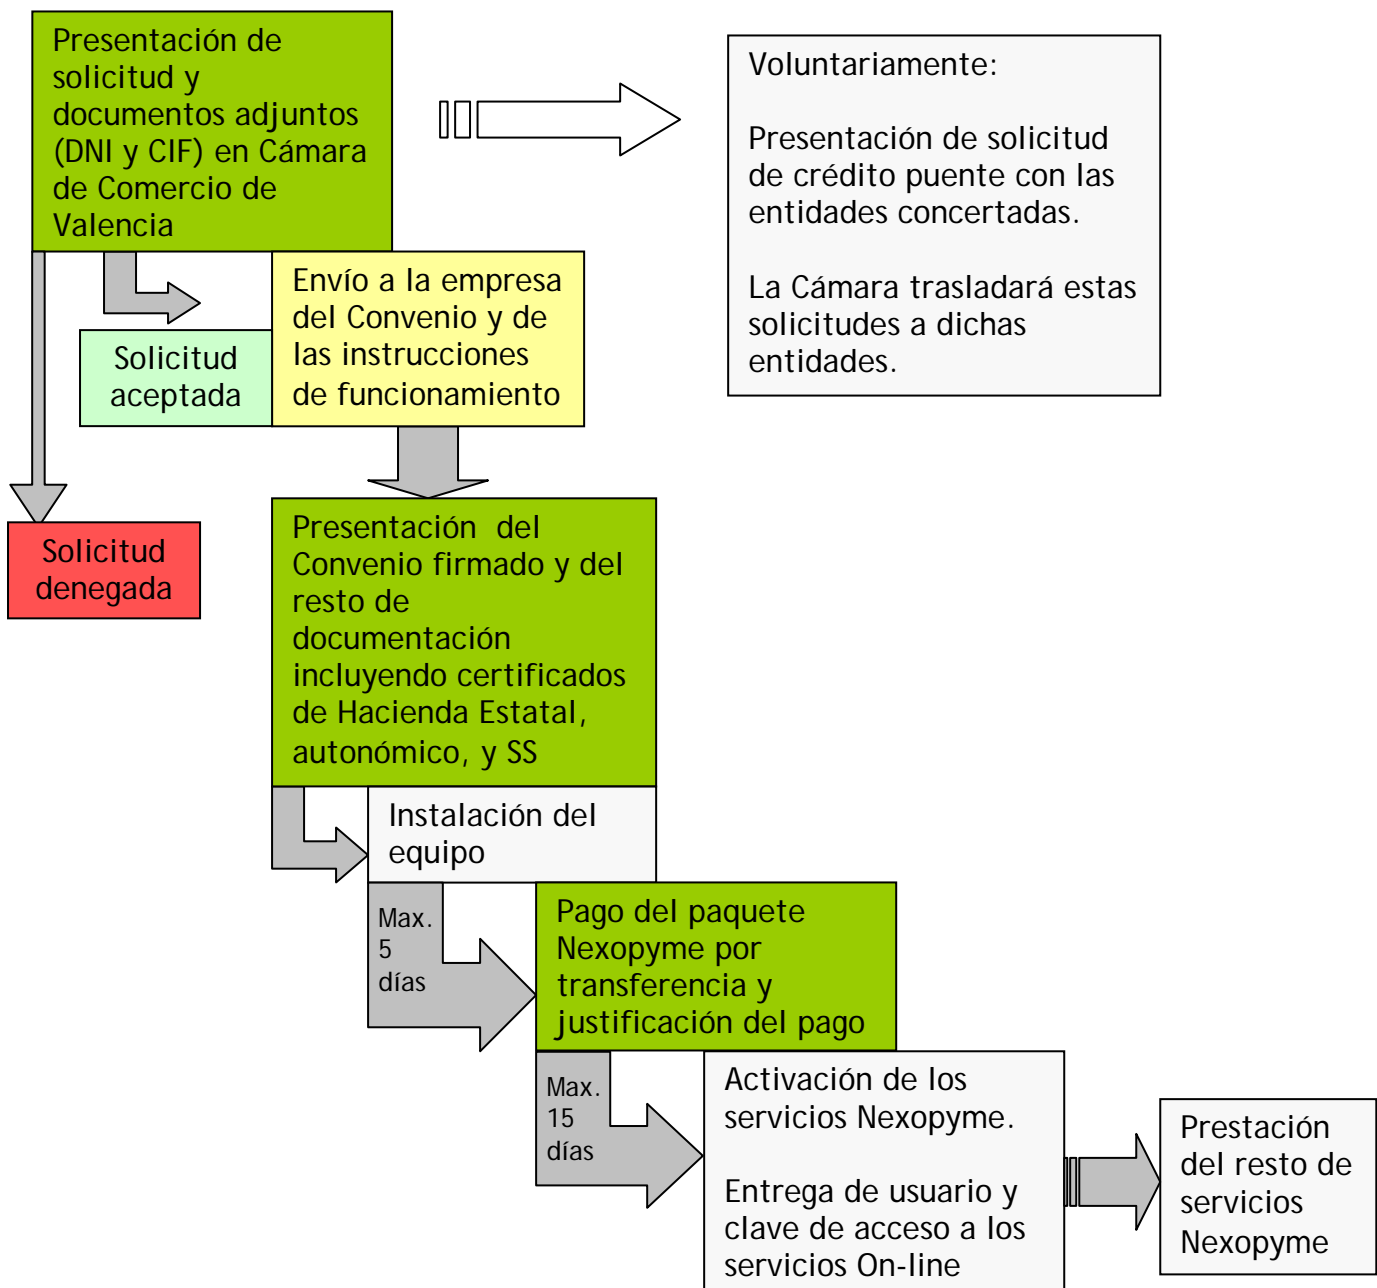 Presentación de
solicitud y
documentos adjuntos
(DNI y CIF) en Cámara
de Comercio de
Valencia
Voluntariamente:
Presentación de solicitud
de crédito puente con las
entidades concertadas.
La Cámara trasladará estas
solicitudes a dichas
entidades.
Envío a la empresa
del Convenio y de
las instrucciones
de funcionamiento
Solicitud
aceptada
Solicitud
denegada
Presentación  del
Convenio firmado y del
resto de
documentación
incluyendo certificados
de Hacienda Estatal,
autonómico, y SS
Instalación del
equipo
Max.
5
días
Pago del paquete
Nexopyme por
transferencia y
justificación del pago
Max.
15
días
Activación de los
servicios Nexopyme.
Entrega de usuario y
clave de acceso a los
servicios On-line
Prestación
del resto de
servicios
Nexopyme